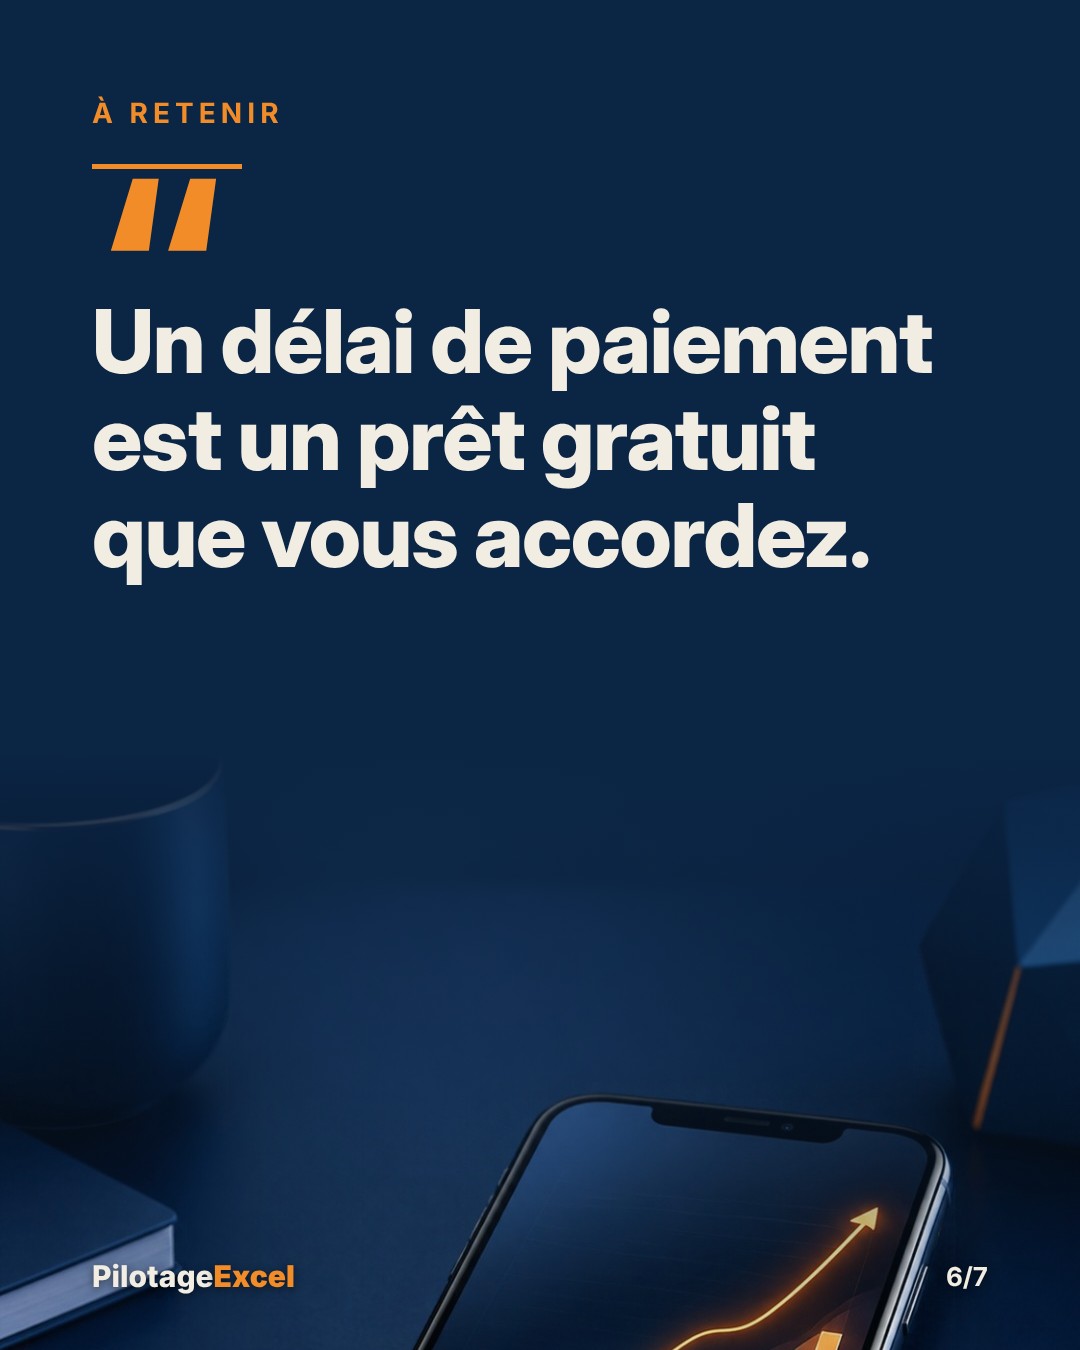 À RETENIR
“
Un délai de paiement
est un prêt gratuit
que vous accordez.
PilotageExcel
6/7